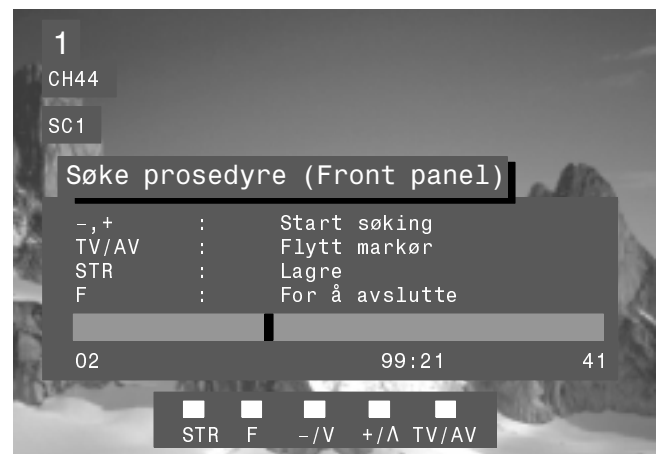 1
CH44
SC1
Søke prosedyre (Front panel)
–,+ : Start søking
TV/AV : Flytt markør
STR : Lagre
F : For å avslutte
02 99:21 41
STR F –/V +/Λ TV/AV